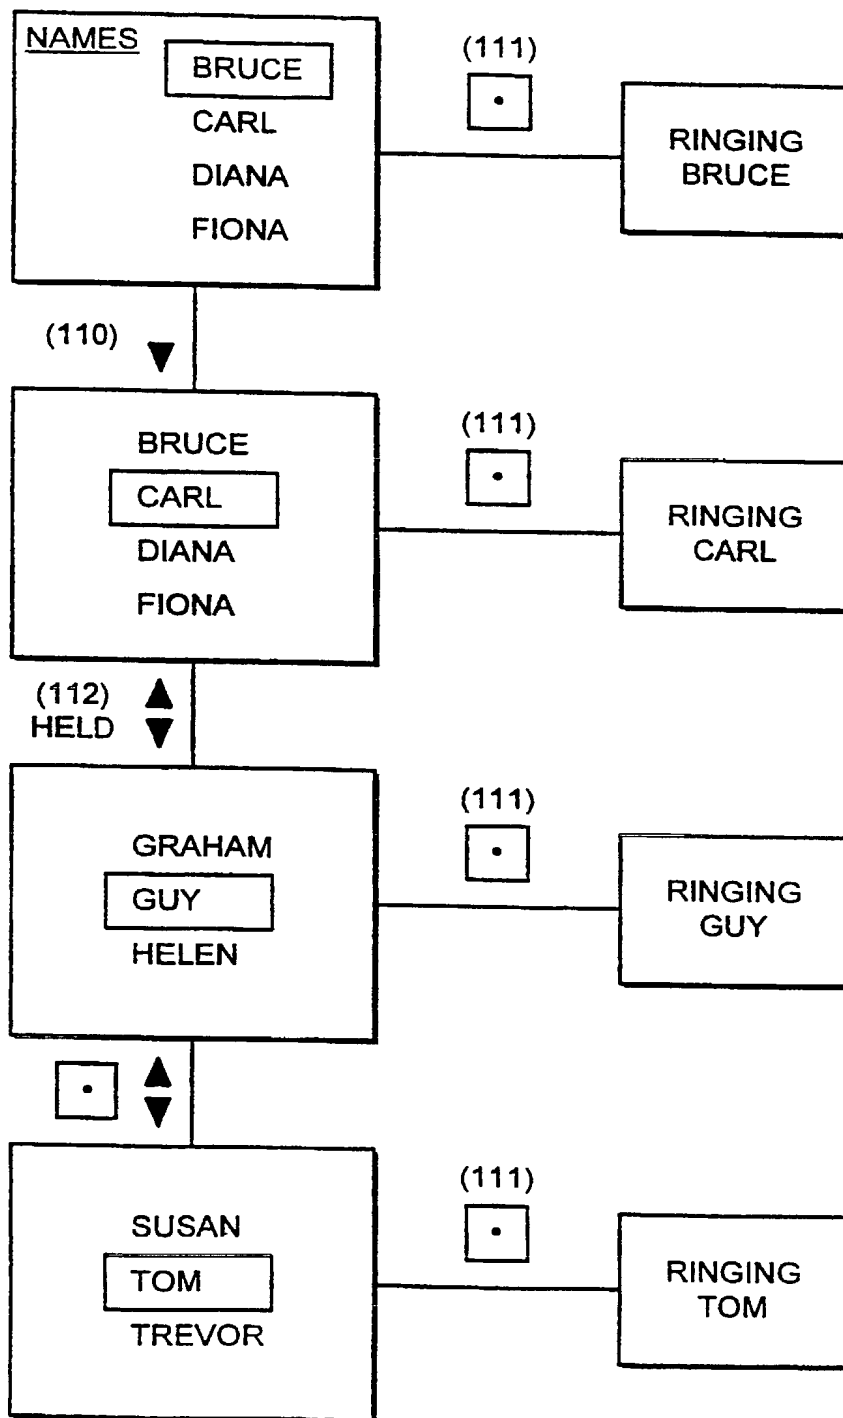 NAMES
BRUCE
CARL
DIANA
FIONA
(111)
RINGING
BRUCE
(110)
BRUCE
CARL
DIANA
FIONA
(111)
RINGING
CARL
(112)
HELD
GRAHAM
GUY
HELEN
(111)
RINGING
GUY
SUSAN
TOM
TREVOR
(111)
RINGING
TOM